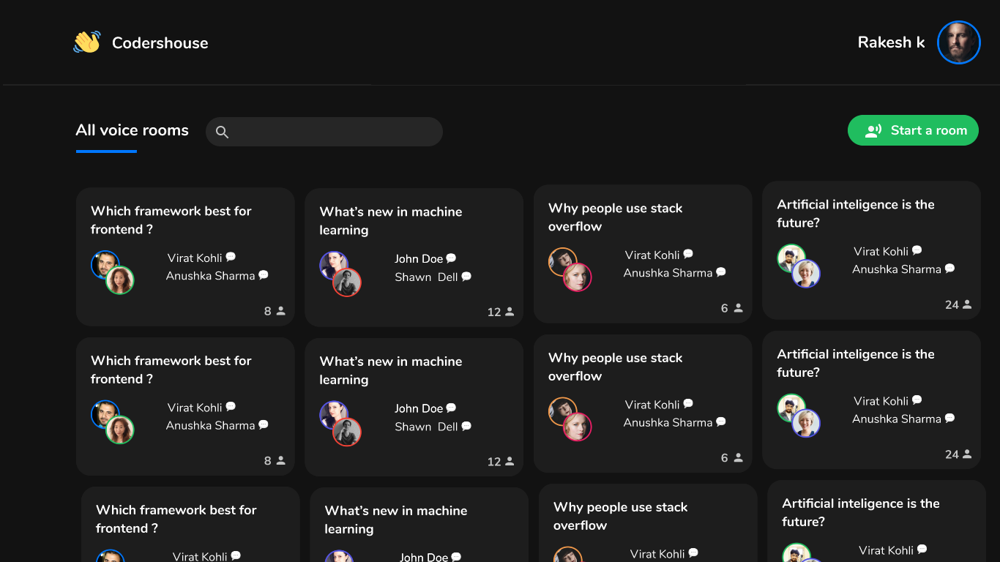 Codershouse
Rakesh k
All voice rooms
Start a room
Which framework best for
frontend ?
Virat Kohli
Anushka Sharma
8
What's new in machine
learning
John Doe
Shawn Dell
12
Why people use stack
overflow
Virat Kohli
Anushka Sharma
6
Artificial inteligence is the
future?
Virat Kohli
Anushka Sharma
24
Which framework best for
frontend ?
Virat Kohli
Anushka Sharma
8
What's new in machine
learning
John Doe
Shawn Dell
12
Why people use stack
overflow
Virat Kohli
Anushka Sharma
6
Artificial inteligence is the
future?
Virat Kohli
Anushka Sharma
24
Which framework best for
frontend ?
Virat Kohli
What's new in machine
learning
John Doe
Why people use stack
overflow
Virat Kohli
Artificial inteligence is the
future?
Virat Kohli